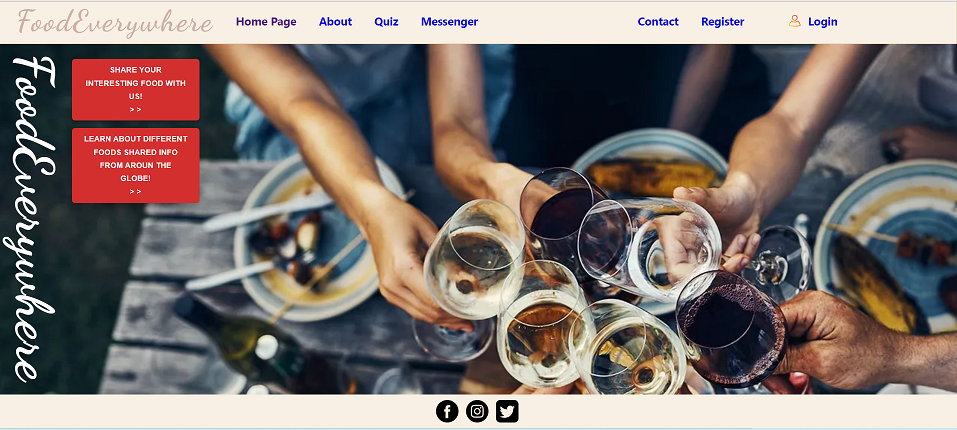 FoodEverywhere
Home Page
About
Quiz
Messenger
Contact
Register
Login
FoodEverywhere
SHARE YOUR
INTERESTING FOOD WITH
US!
> >
LEARN ABOUT DIFFERENT
FOODS SHARED INFO
FROM AROUN THE
GLOBE!
> >